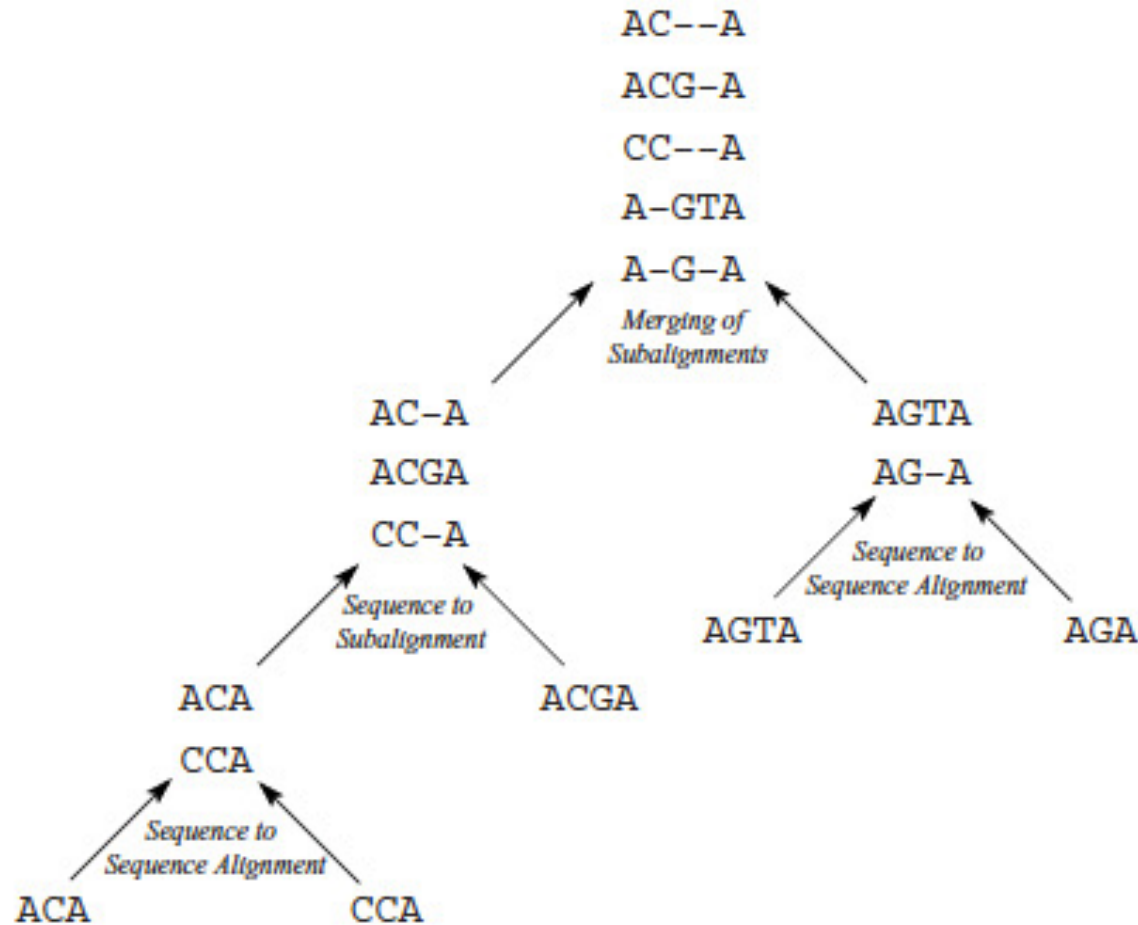 AC--A
ACG-A
CC--A
A-GTA
A-G-A
Merging of
Subalignments
AC-A
ACGA
CC-A
AGTA
AG-A
Sequence to
Subalignment
Sequence to
Sequence Alignment
AGTA
AGA
ACA
CCA
ACGA
Sequence to
Sequence Alignment
ACA
CCA